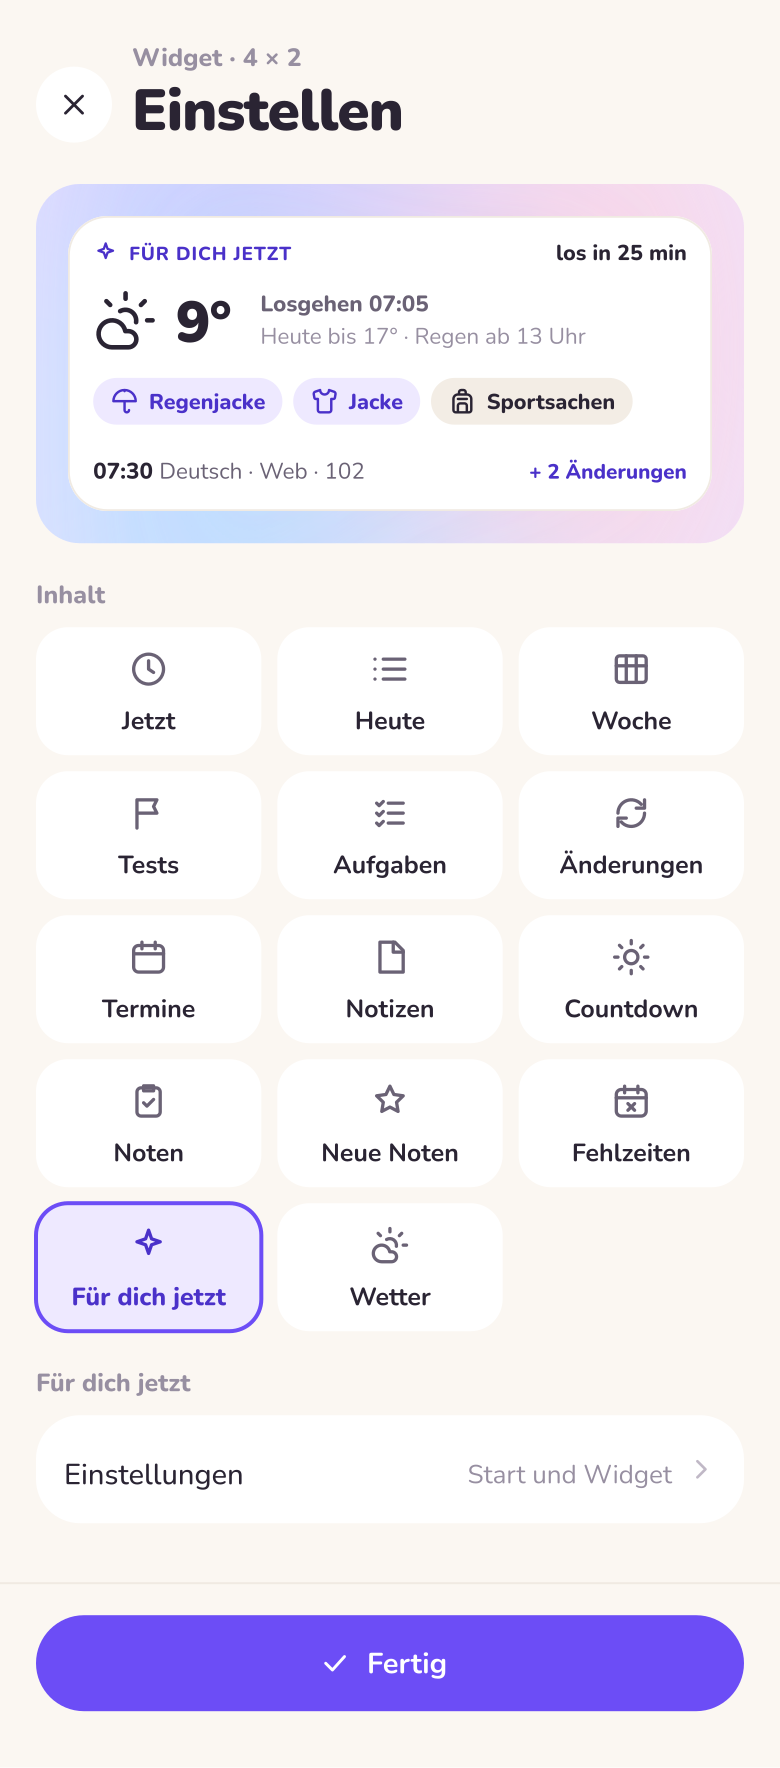 Widget · 4 × 2
Einstellen
FÜR DICH JETZT
los in 25 min
9°
Losgehen 07:05
Heute bis 17° · Regen ab 13 Uhr
Regenjacke
Jacke
Sportsachen
07:30 Deutsch · Web · 102
+ 2 Änderungen
Inhalt
Jetzt
Heute
Woche
Tests
Aufgaben
Änderungen
Termine
Notizen
Countdown
Noten
Neue Noten
Fehlzeiten
Für dich jetzt
Wetter
Für dich jetzt
Einstellungen
Start und Widget
Fertig